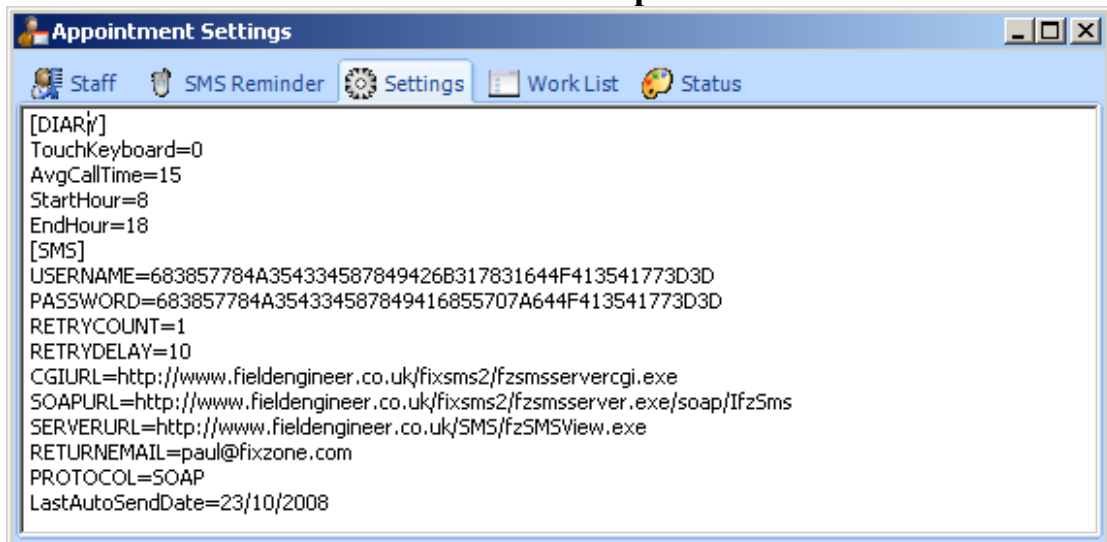 Appointment Settings
Staff SMS Reminder Settings Work List Status
[DIARY]
TouchKeyboard=0
AvgCallTime=15
StartHour=8
EndHour=18
[SMS]
USERNAME=683857784A354334587849426B317831644F413541773D3D
PASSWORD=683857784A354334587849416855707A644F413541773D3D
RETRYCOUNT=1
RETRYDELAY=10
CGIURL=http://www.fieldengineer.co.uk/fixsms2/fzsmsservercgi.exe
SOAPURL=http://www.fieldengineer.co.uk/fixsms2/fzsmsserver.exe/soap/IfzSms
SERVERURL=http://www.fieldengineer.co.uk/SMS/fzSMSView.exe
RETURNEMAIL=paul@fixzone.com
PROTOCOL=SOAP
LastAutoSendDate=23/10/2008